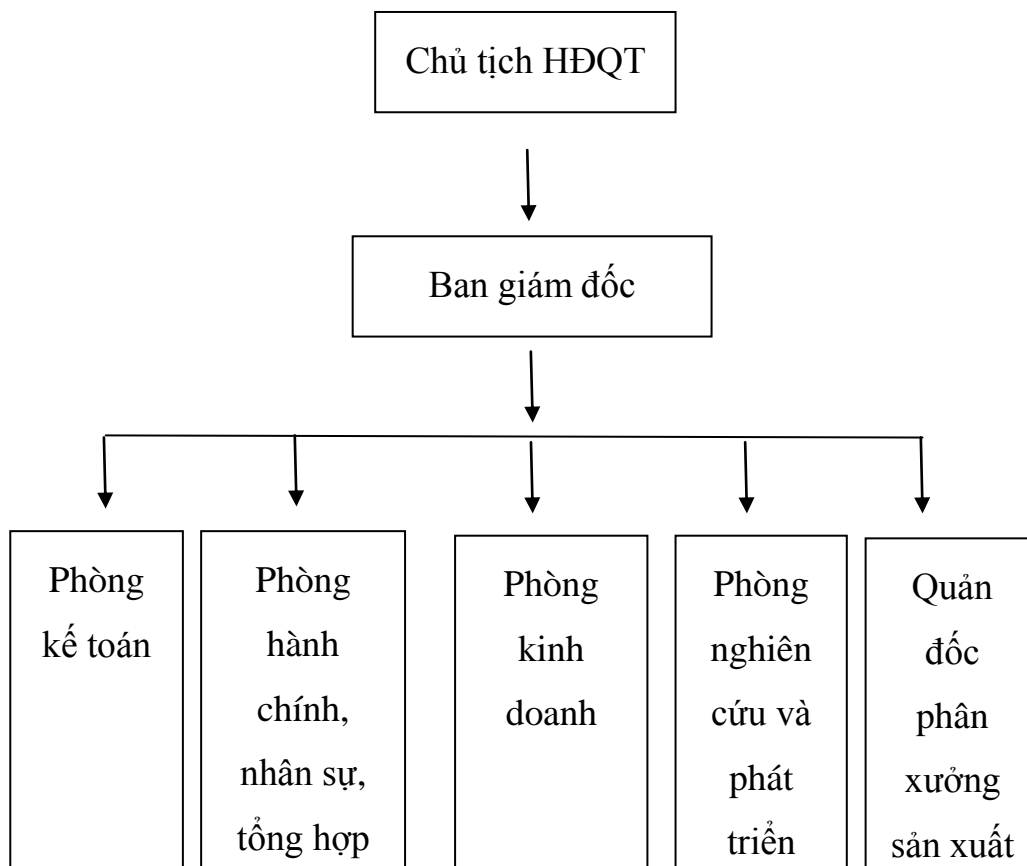 Chủ tịch HĐQT
Ban giám đốc
Phòng
kế toán
Phòng
hành
chính,
nhân sự,
tổng hợp
Phòng
kinh
doanh
Phòng
nghiên
cứu và
phát
triển
Quản
đốc
phân
xưởng
sản xuất